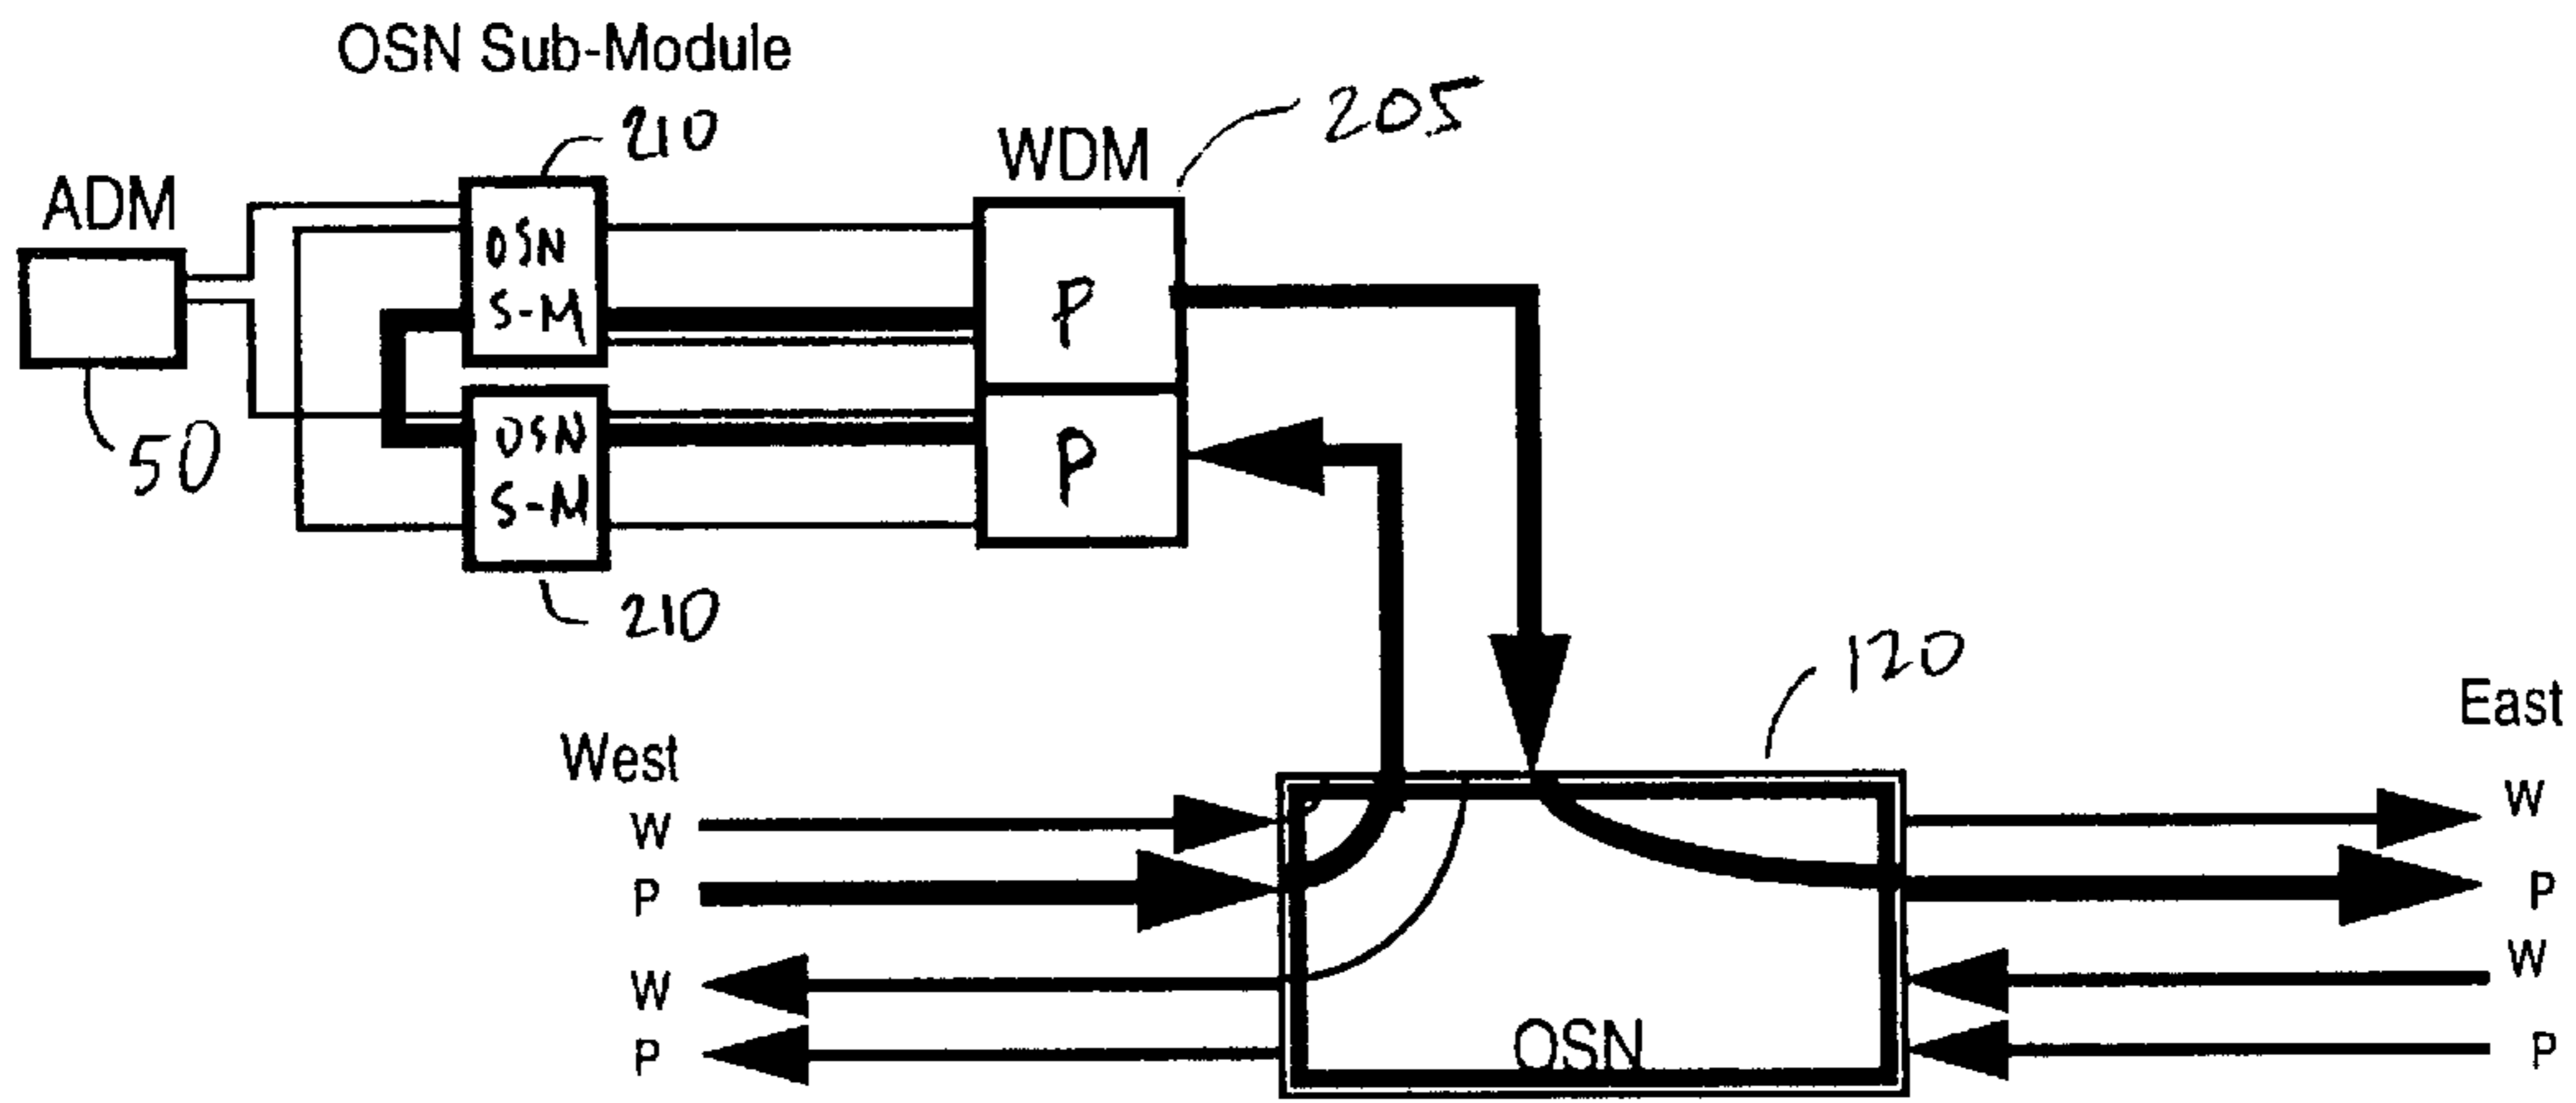 OSN Sub-Module
210
205
WDM
ADM
OSN
S-M
P
50
OSN
S-M
P
210
120
East
West
W
W
P
P
W
W
P
P
OSN